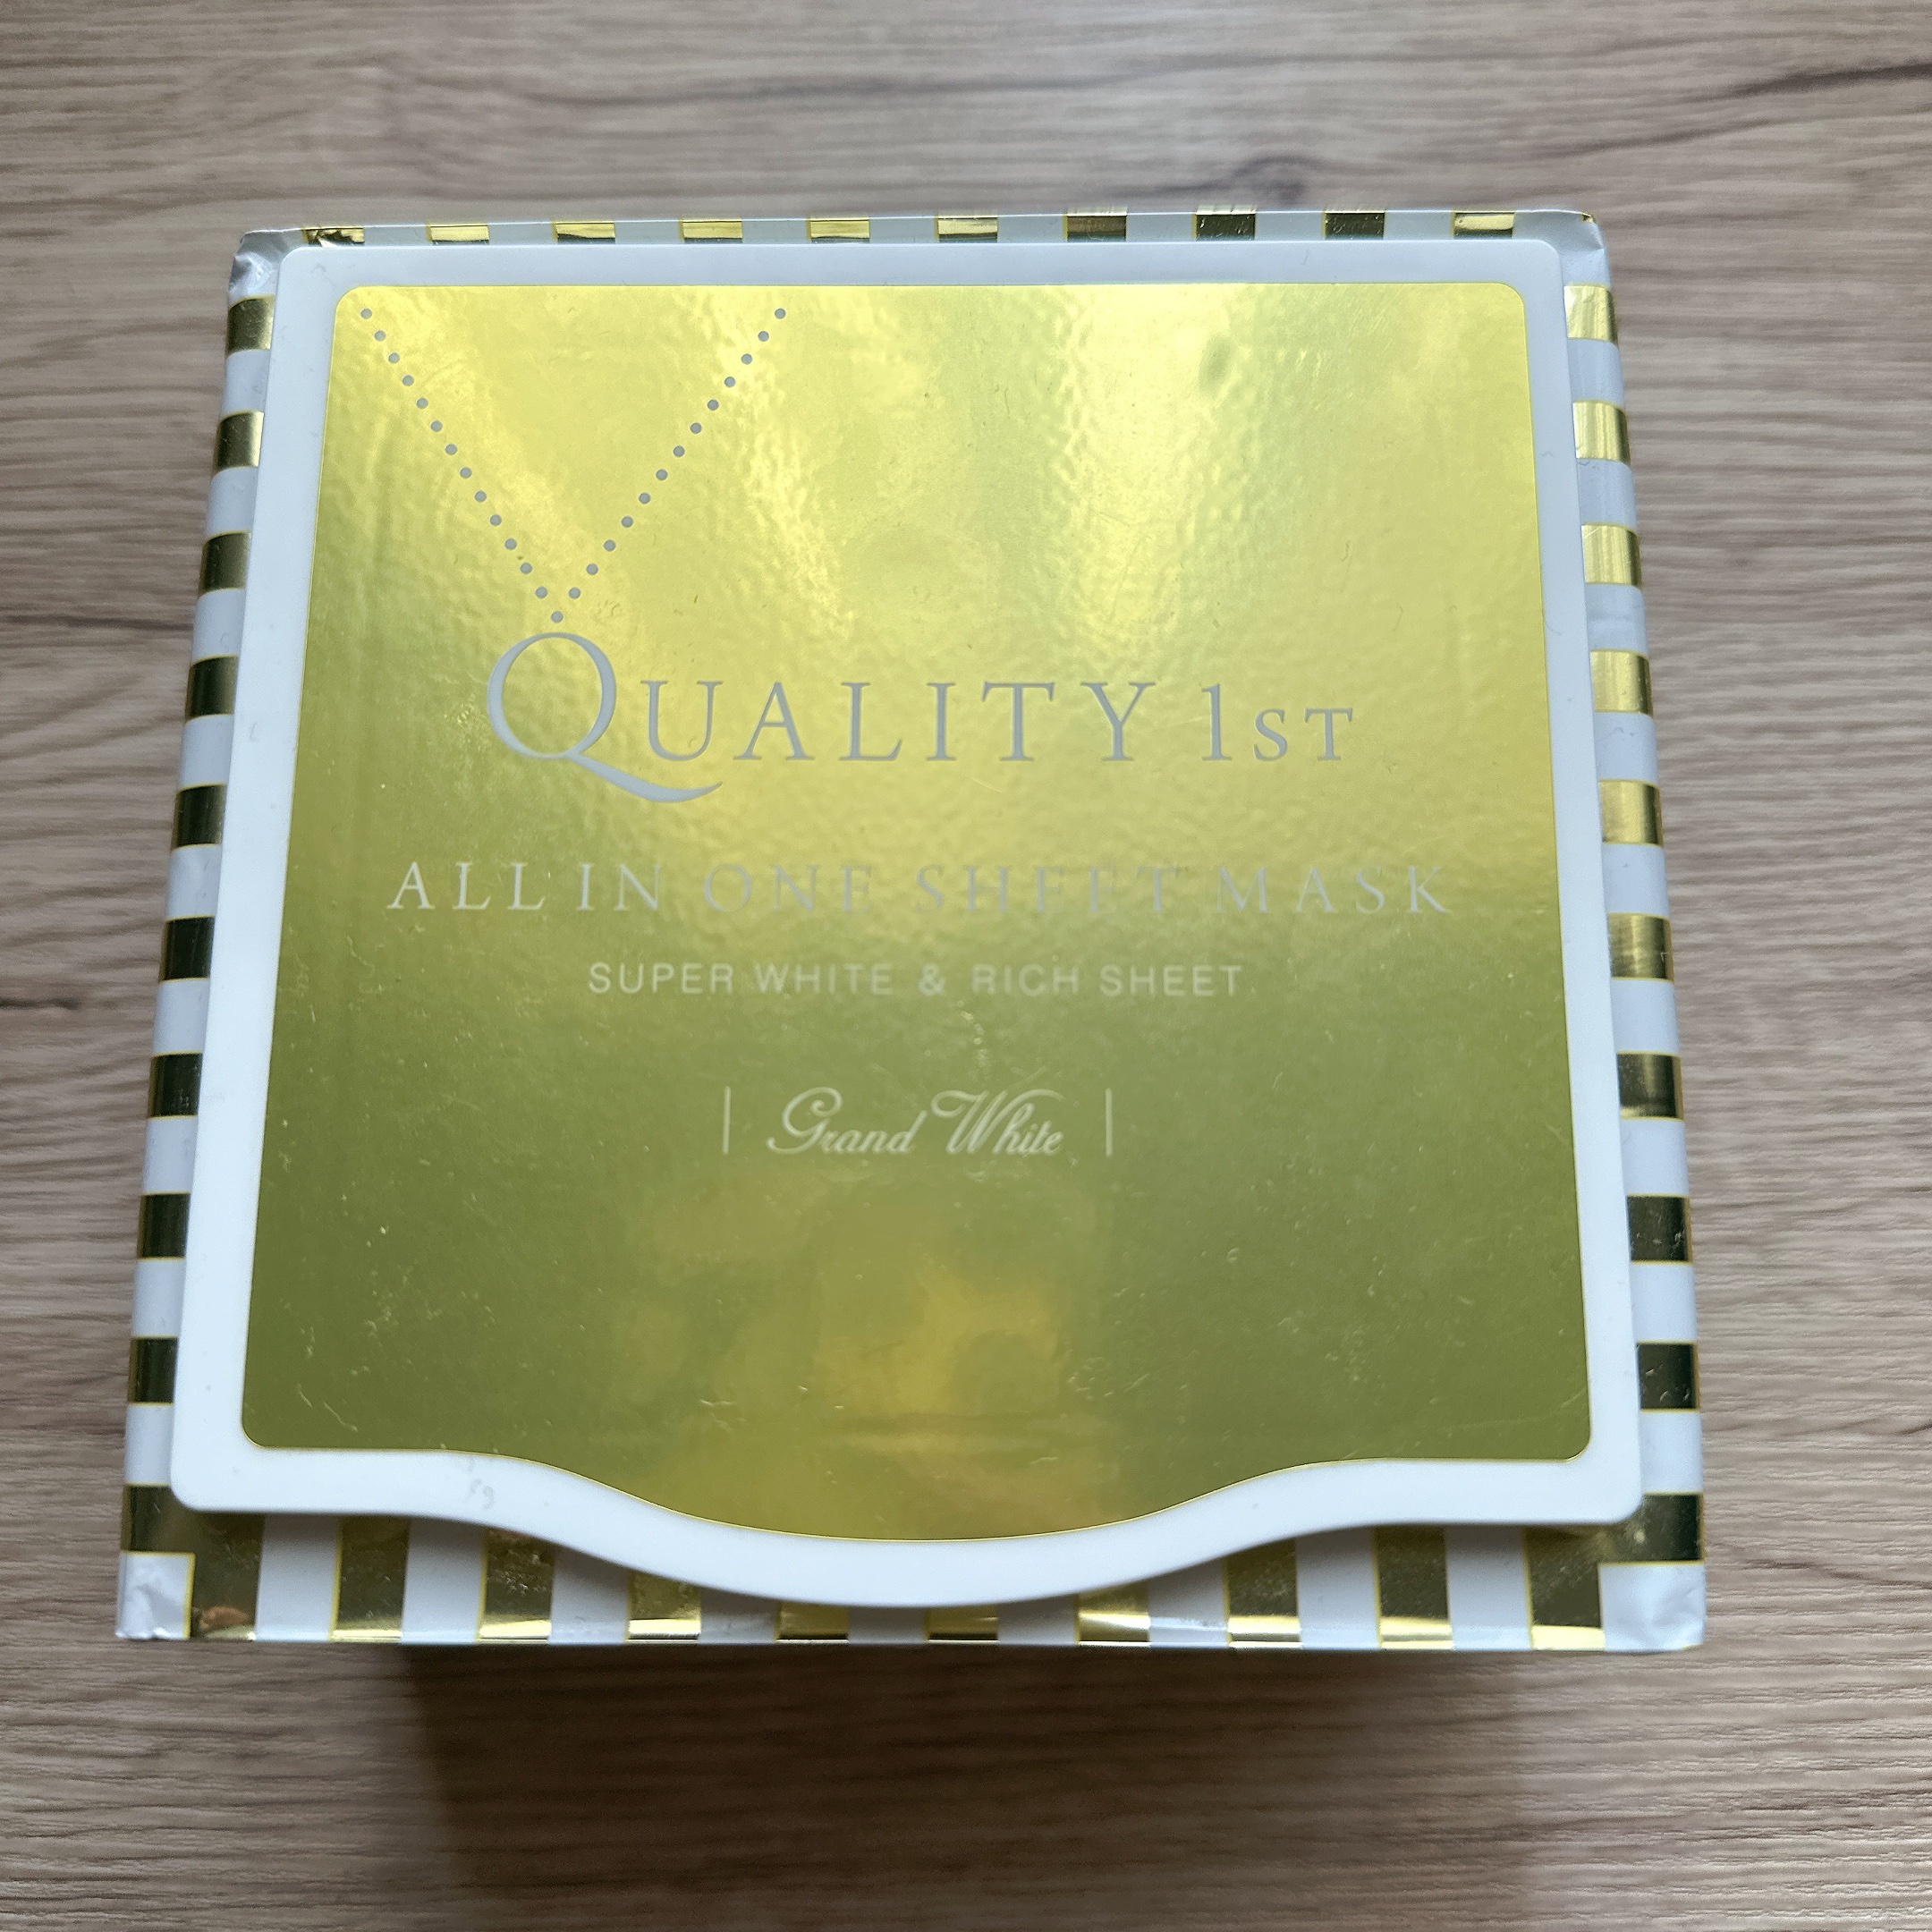 QUALITY 1ST
ALL IN ONE SHEET MASK
SUPER WHITE & RICH SHEET
| Grand White |